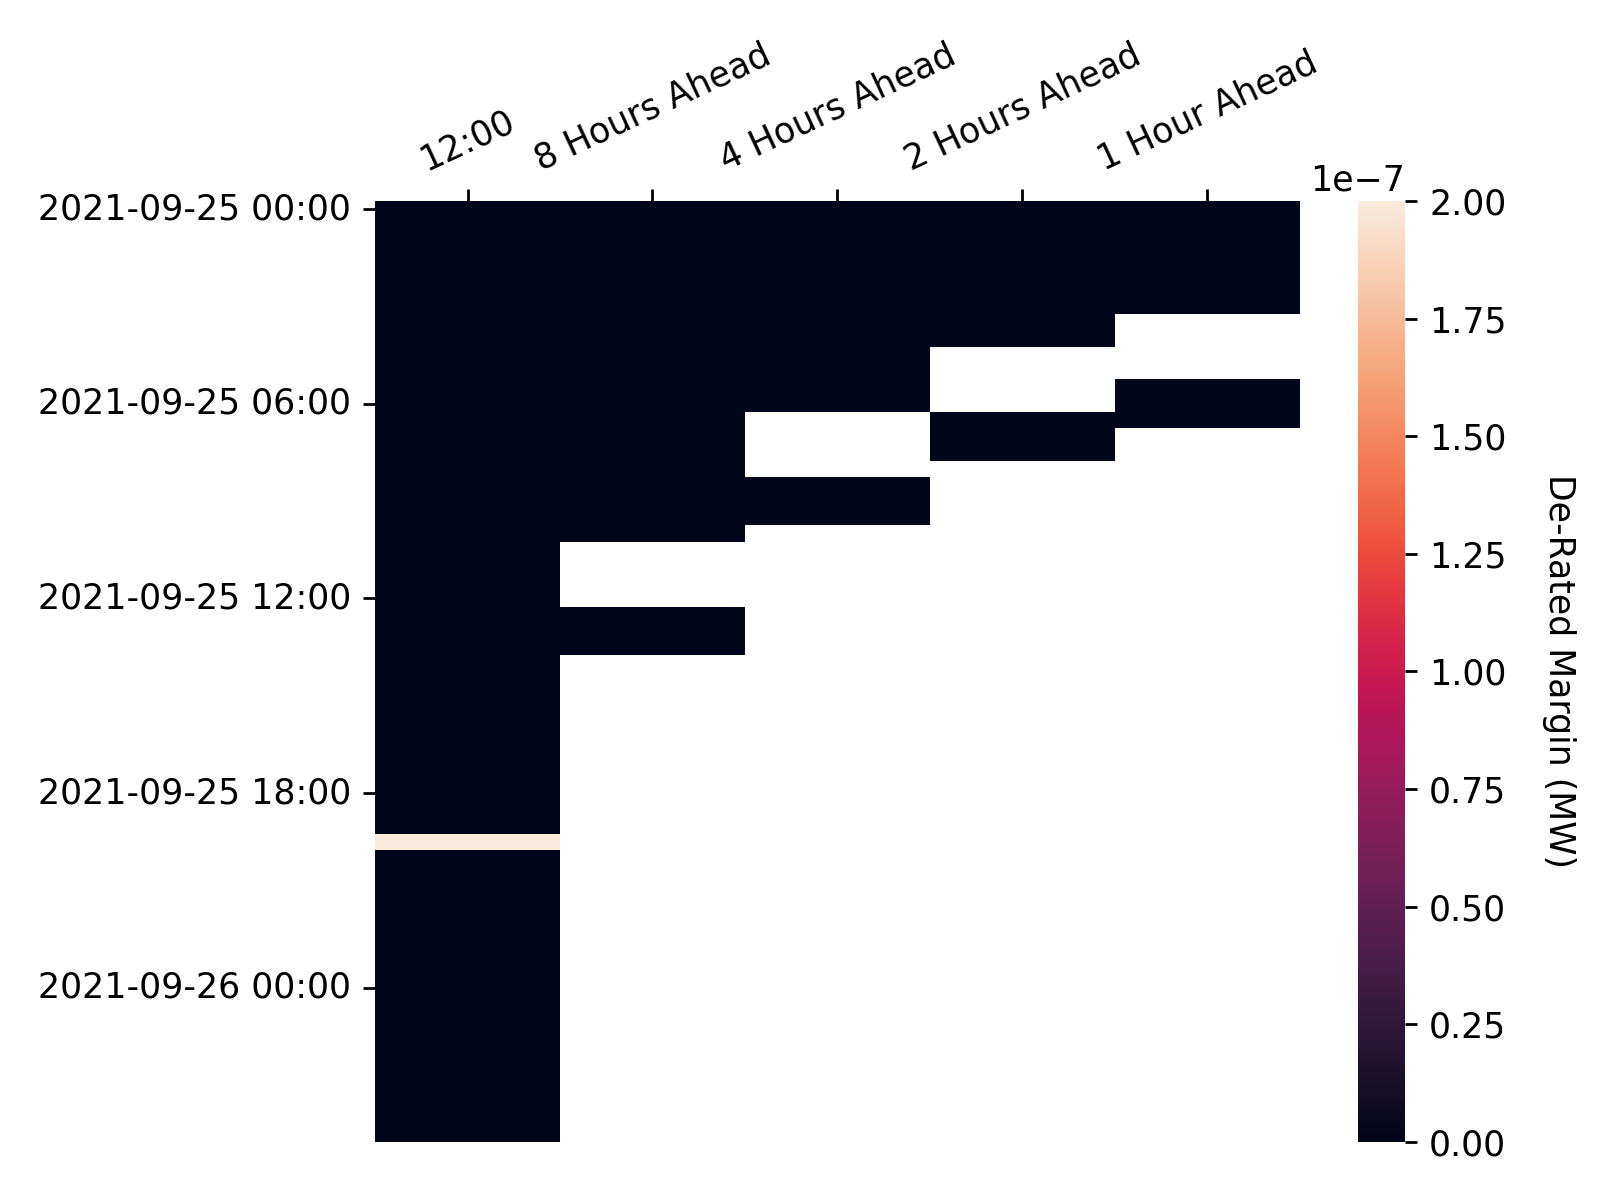 12:00
8 Hours Ahead
4 Hours Ahead
2 Hours Ahead
1 Hour Ahead
2021-09-25 00:00
2021-09-25 06:00
2021-09-25 12:00
2021-09-25 18:00
2021-09-26 00:00
1e−7
2.00
1.75
1.50
1.25
1.00
0.75
0.50
0.25
0.00
De-Rated Margin (MW)